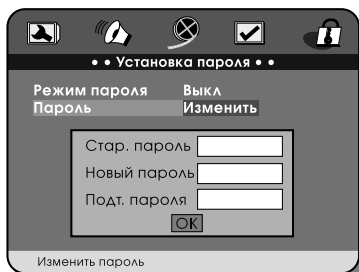 • • Установка пароля • •
Режим пароля Выкл
Пароль Изменить
Стар. пароль
Новый пароль
Подт. пароля
OK
Изменить пароль